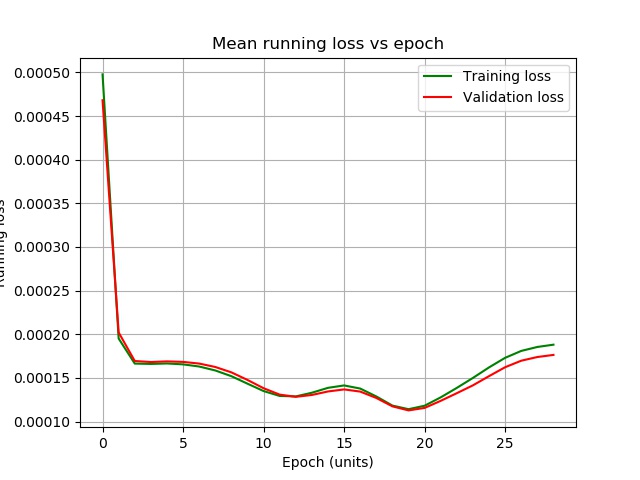 Mean running loss vs epoch
Training loss
Validation loss
0.00050
0.00045
0.00040
0.00035
0.00030
0.00025
0.00020
0.00015
0.00010
Running loss
0 5 10 15 20 25
Epoch (units)